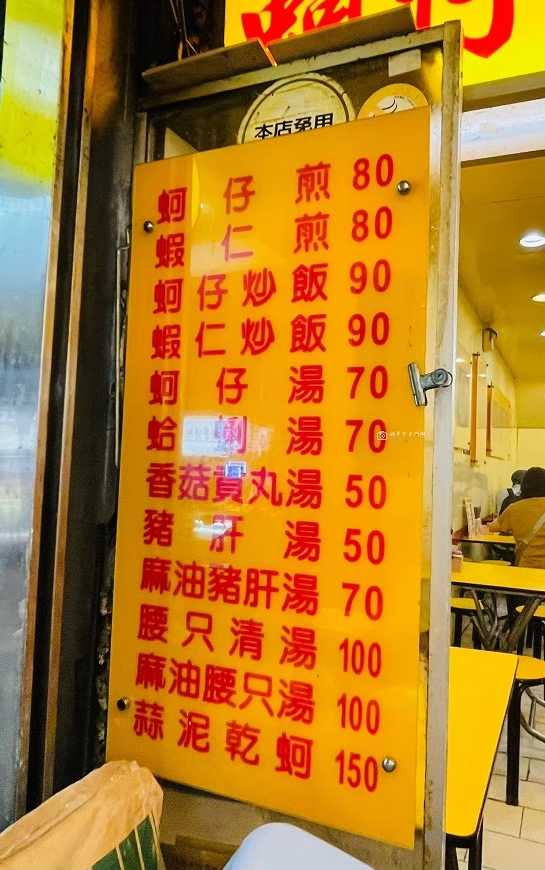 本店免用
蚵仔煎 80
蝦仁煎 80
蚵仔炒飯 90
蝦仁炒飯 90
蚵仔湯 70
蛤蜊湯 70
香菇貢丸湯 50
豬肝湯 50
麻油豬肝湯 70
腰只清湯 100
麻油腰只湯 100
蒜泥乾蚵 150